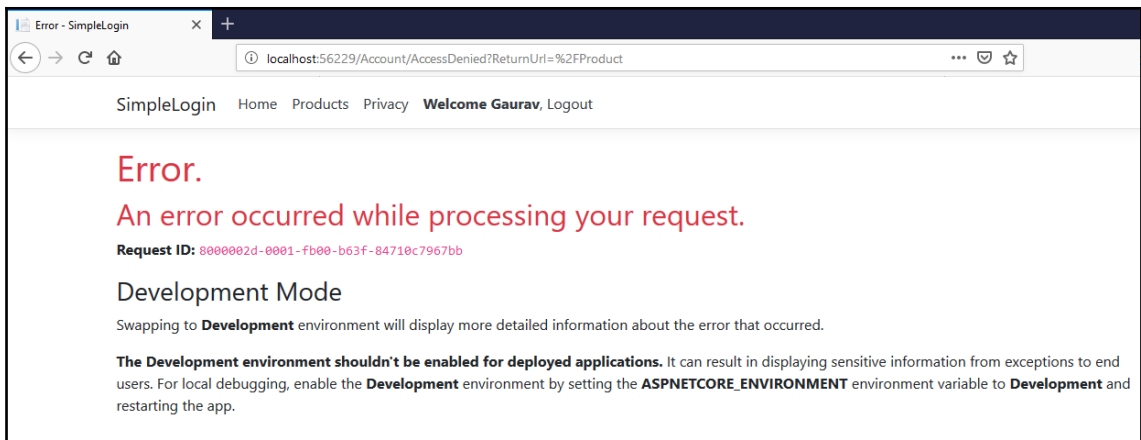 Error - SimpleLogin
localhost:56229/Account/AccessDenied?ReturnUrl=%2FProduct
SimpleLogin Home Products Privacy Welcome Gaurav, Logout
Error.
An error occurred while processing your request.
Request ID: 8000002d-0001-fb00-b63f-84710c7967bb
Development Mode
Swapping to Development environment will display more detailed information about the error that occurred.
The Development environment shouldn't be enabled for deployed applications. It can result in displaying sensitive information from exceptions to end
users. For local debugging, enable the Development environment by setting the ASPNETCORE_ENVIRONMENT environment variable to Development and
restarting the app.